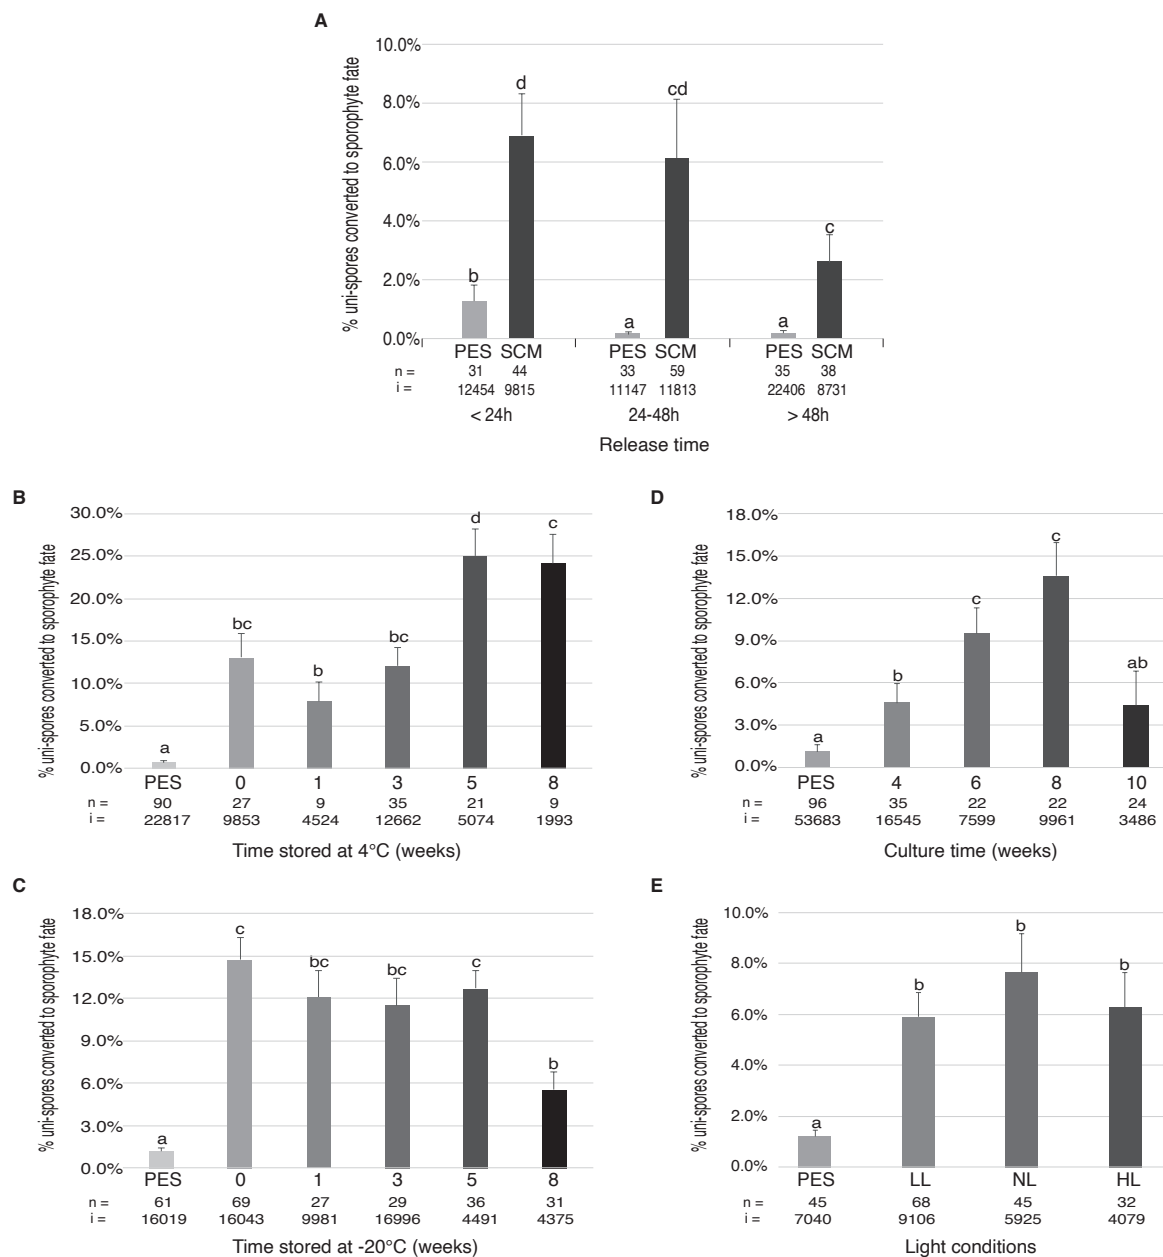 A
% uni-spores converted to sporophyte fate
10.0%
8.0%
6.0%
4.0%
2.0%
0.0%
b d a cd a c
PES SCM PES SCM PES SCM
n = 31 44 33 59 35 38
i = 12454 9815 11147 11813 22406 8731
< 24h 24-48h > 48h
Release time
B
% uni-spores converted to sporophyte fate
30.0%
25.0%
20.0%
15.0%
10.0%
5.0%
0.0%
a bc b bc d c
PES 0 1 3 5 8
n = 90 27 9 35 21 9
i = 22817 9853 4524 12662 5074 1993
Time stored at 4°C (weeks)
C
% uni-spores converted to sporophyte fate
18.0%
15.0%
12.0%
9.0%
6.0%
3.0%
0.0%
a c bc bc c b
PES 0 1 3 5 8
n = 61 69 27 29 36 31
i = 16019 16043 9981 16996 4491 4375
Time stored at -20°C (weeks)
D
% uni-spores converted to sporophyte fate
18.0%
15.0%
12.0%
9.0%
6.0%
3.0%
0.0%
a b c c ab
PES 4 6 8 10
n = 96 35 22 22 24
i = 53683 16545 7599 9961 3486
Culture time (weeks)
E
% uni-spores converted to sporophyte fate
10.0%
8.0%
6.0%
4.0%
2.0%
0.0%
a b b b
PES LL NL HL
n = 45 68 45 32
i = 7040 9106 5925 4079
Light conditions